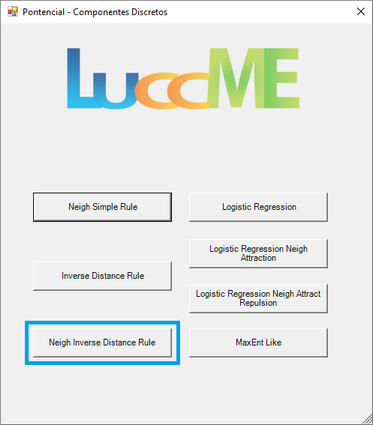 Pontencial - Componentes Discretos
LuccME
Neigh Simple Rule
Logistic Regression
Inverse Distance Rule
Logistic Regression Neigh
Attraction
Logistic Regression Neigh Attract
Repulsion
Neigh Inverse Distance Rule
MaxEnt Like